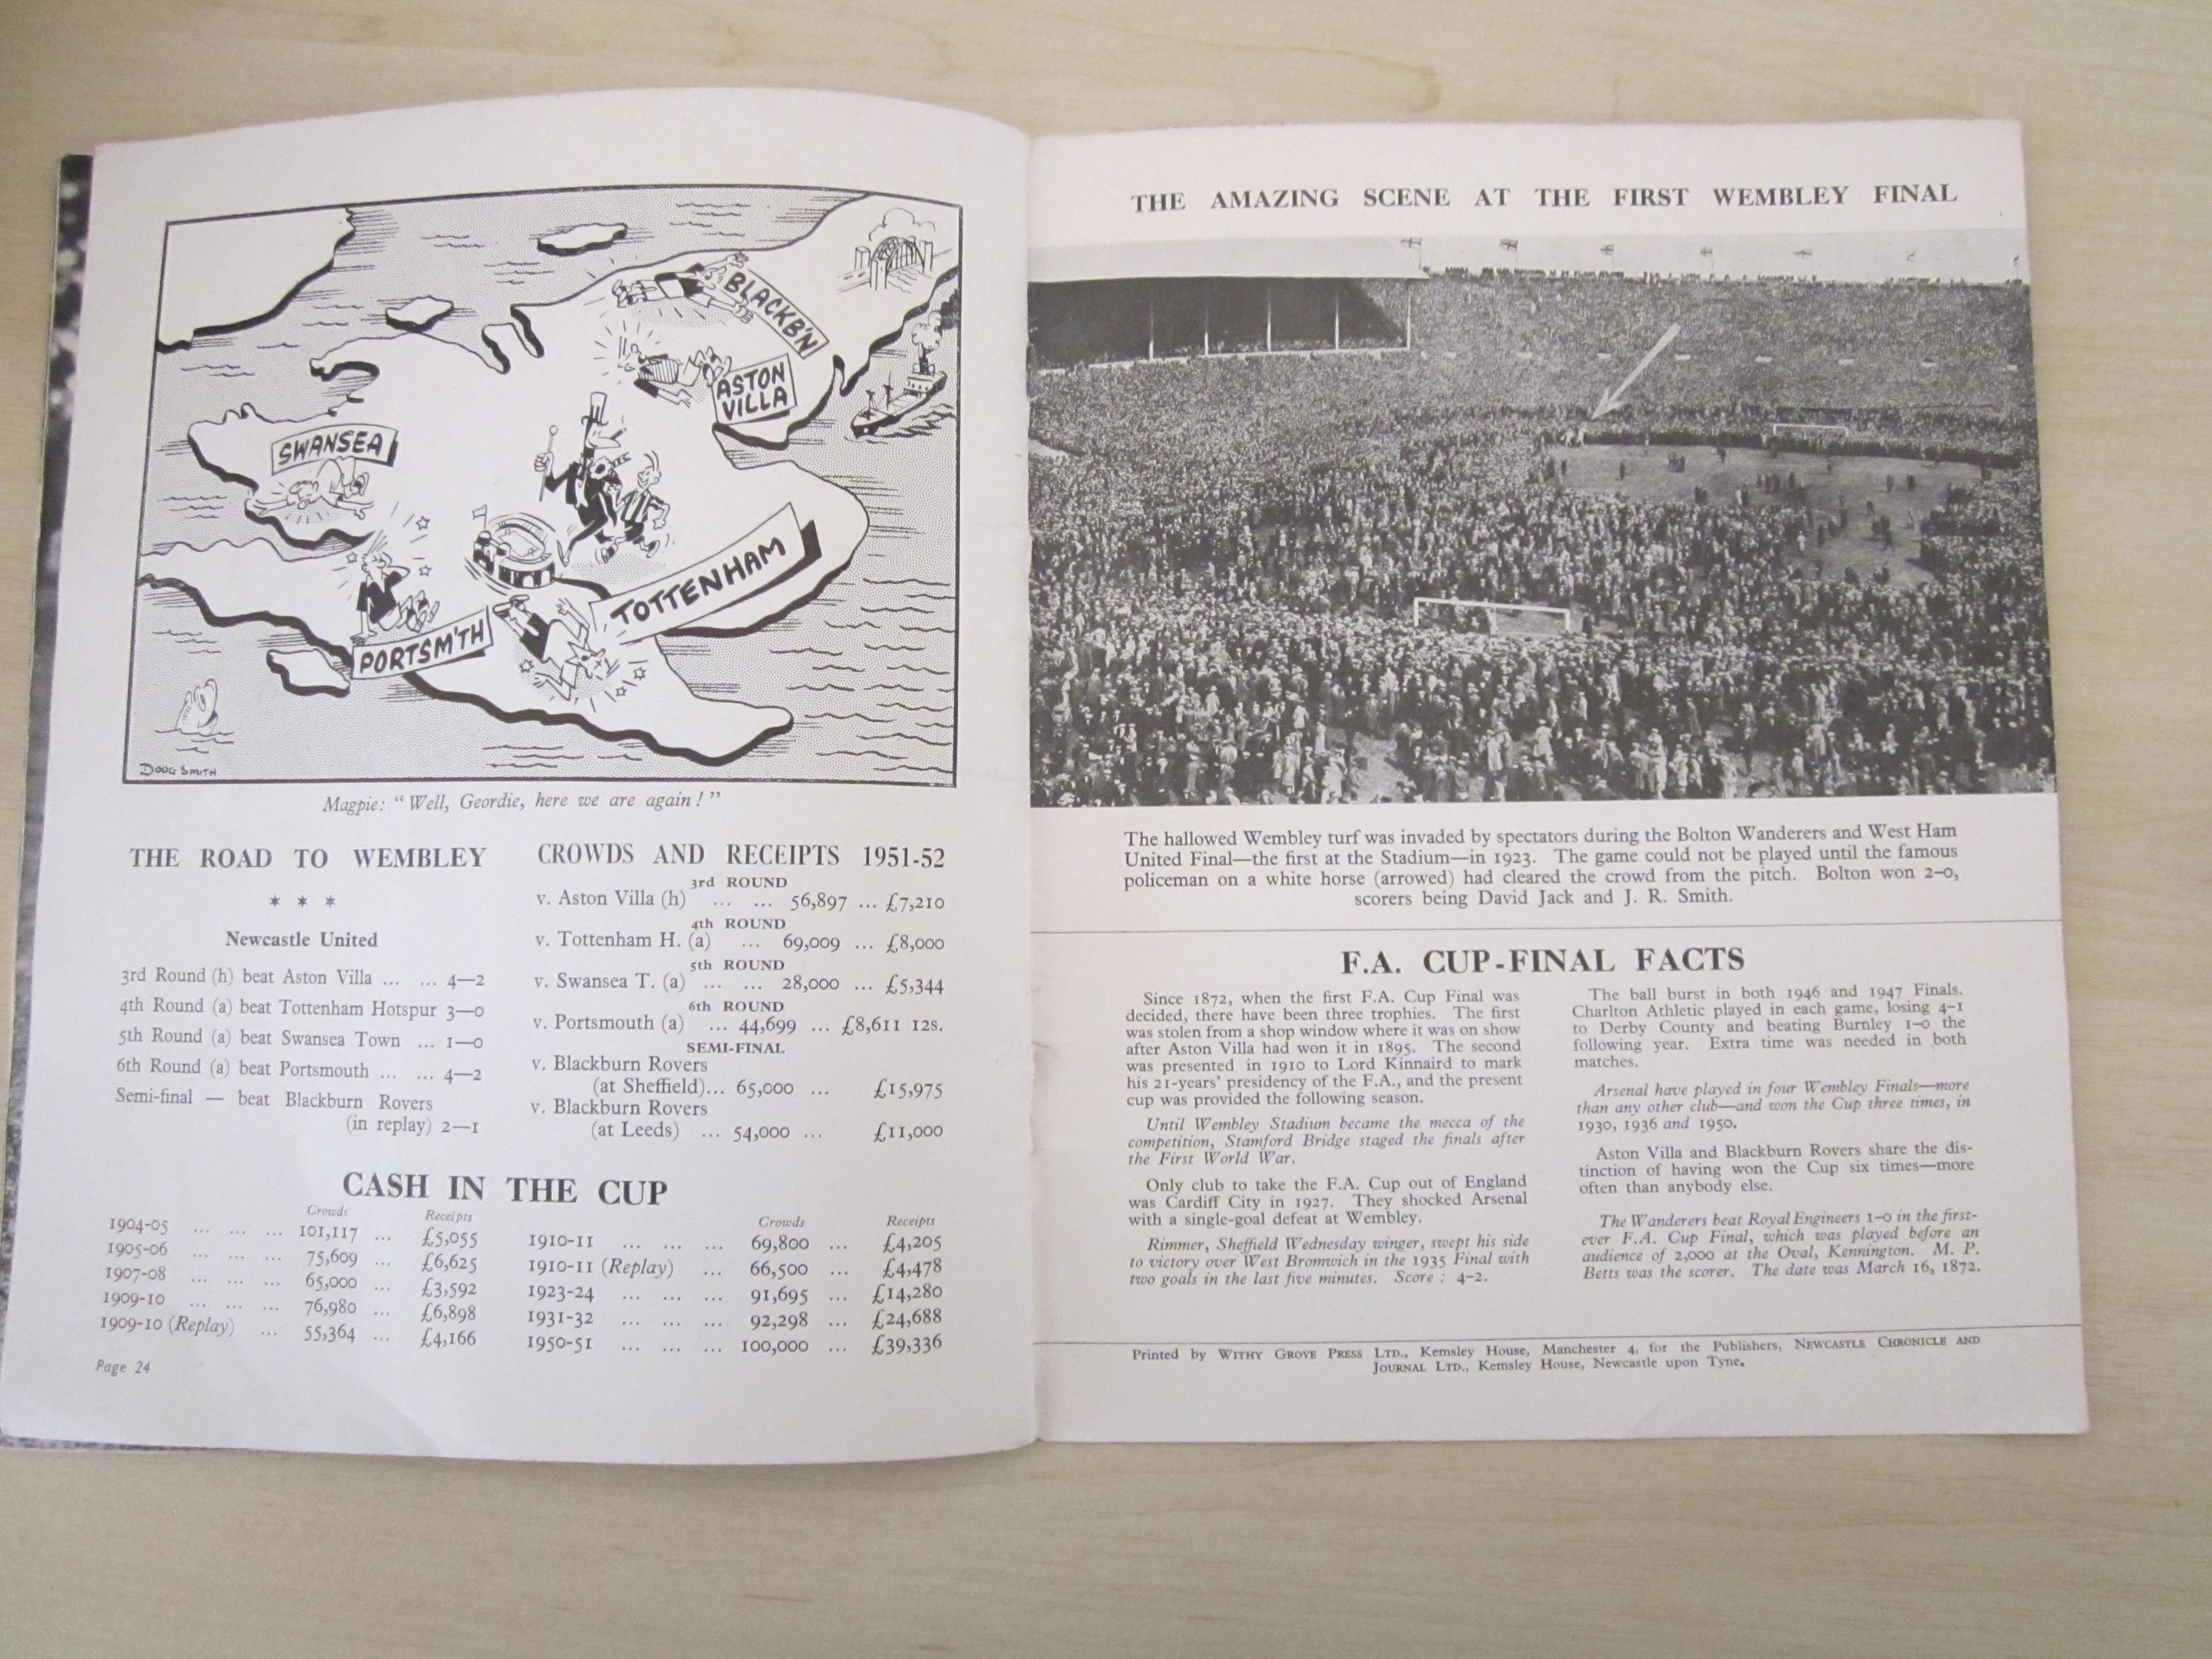 BLACKB'N
ASTON
VILLA
SWANSEA
TOTTENHAM
PORTSM'TH
DOUG SMITH
Magpie: “ Well, Geordie, here we are again ! ”
THE ROAD TO WEMBLEY
* * *
Newcastle United
3rd Round (h) beat Aston Villa ... ... 4—2
4th Round (a) beat Tottenham Hotspur 3—0
5th Round (a) beat Swansea Town ... 1—0
6th Round (a) beat Portsmouth ... ... 4—2
Semi-final — beat Blackburn Rovers
(in replay) 2—1
CROWDS AND RECEIPTS 1951-52
3rd ROUND
v. Aston Villa (h) ... ... 56,897 ... £7,210
4th ROUND
v. Tottenham H. (a) ... 69,009 ... £8,000
5th ROUND
v. Swansea T. (a) ... ... 28,000 ... £5,344
6th ROUND
v. Portsmouth (a) ... 44,699 ... £8,611 12s.
SEMI-FINAL
v. Blackburn Rovers
(at Sheffield)... 65,000 ... £15,975
v. Blackburn Rovers
(at Leeds) ... 54,000 ... £11,000
CASH IN THE CUP
Crowds Receipts
1904-05 ... ... ... 101,117 ... £5,055
1905-06 ... ... ... 75,609 ... £6,625
1907-08 ... ... ... 65,000 ... £3,592
1909-10 ... ... ... 76,980 ... £6,898
1909-10 (Replay) ... 55,364 ... £4,166
Crowds Receipts
1910-11 ... ... ... 69,800 ... £4,205
1910-11 (Replay) ... 66,500 ... £4,478
1923-24 ... ... ... 91,695 ... £14,280
1931-32 ... ... ... 92,298 ... £24,688
1950-51 ... ... ... 100,000 ... £39,336
Page 24
THE AMAZING SCENE AT THE FIRST WEMBLEY FINAL
The hallowed Wembley turf was invaded by spectators during the Bolton Wanderers and West Ham
United Final—the first at the Stadium—in 1923. The game could not be played until the famous
policeman on a white horse (arrowed) had cleared the crowd from the pitch. Bolton won 2-0,
scorers being David Jack and J. R. Smith.
F.A. CUP-FINAL FACTS
Since 1872, when the first F.A. Cup Final was
decided, there have been three trophies. The first
was stolen from a shop window where it was on show
after Aston Villa had won it in 1895. The second
was presented in 1910 to Lord Kinnaird to mark
his 21-years' presidency of the F.A., and the present
cup was provided the following season.
Until Wembley Stadium became the mecca of the
competition, Stamford Bridge staged the finals after
the First World War.
Only club to take the F.A. Cup out of England
was Cardiff City in 1927. They shocked Arsenal
with a single-goal defeat at Wembley.
Rimmer, Sheffield Wednesday winger, swept his side
to victory over West Bromwich in the 1935 Final with
two goals in the last five minutes. Score : 4-2.
The ball burst in both 1946 and 1947 Finals.
Charlton Athletic played in each game, losing 4-1
to Derby County and beating Burnley 1-0 the
following year. Extra time was needed in both
matches.
Arsenal have played in four Wembley Finals—more
than any other club—and won the Cup three times, in
1930, 1936 and 1950.
Aston Villa and Blackburn Rovers share the dis-
tinction of having won the Cup six times—more
often than anybody else.
The Wanderers beat Royal Engineers 1-0 in the first-
ever F.A. Cup Final, which was played before an
audience of 2,000 at the Oval, Kennington. M. P.
Betts was the scorer. The date was March 16, 1872.
Printed by WITHY GROVE PRESS LTD., Kemsley House, Manchester 4, for the Publishers, NEWCASTLE CHRONICLE AND
JOURNAL LTD., Kemsley House, Newcastle upon Tyne.